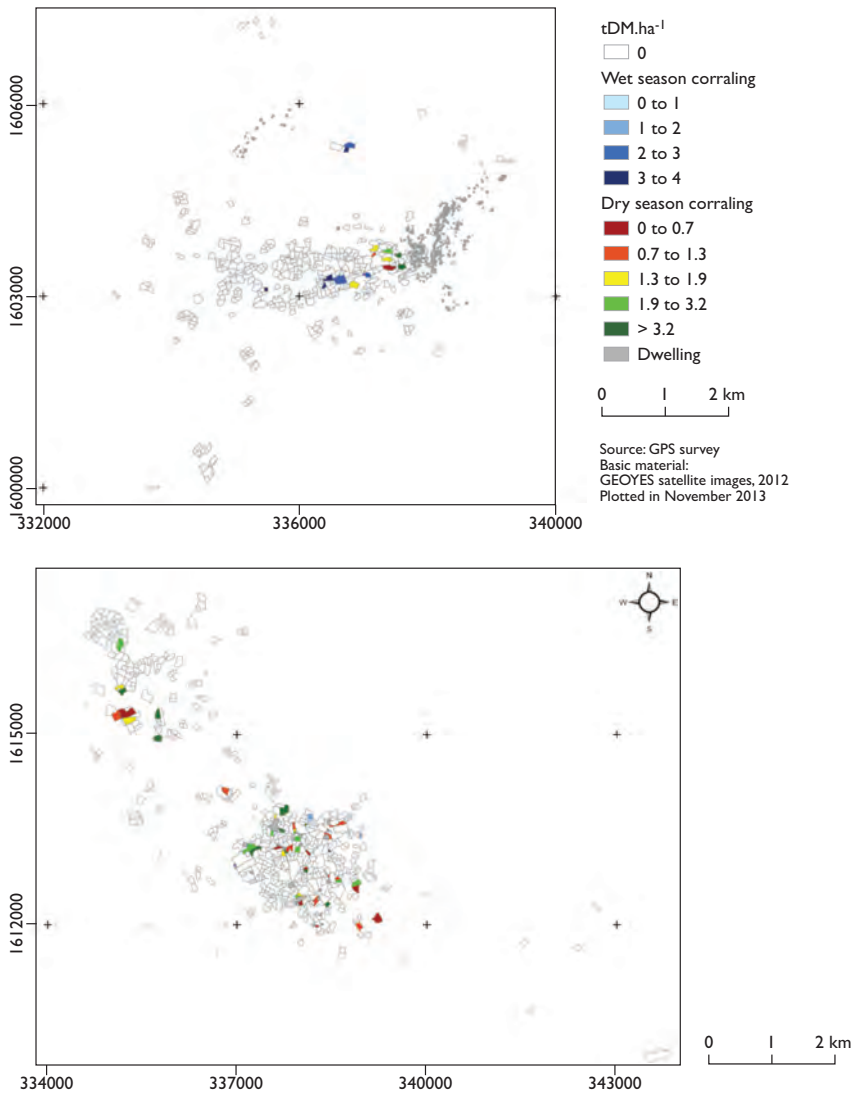 tDM.ha-1
0
Wet season corraling
0 to 1
1 to 2
2 to 3
3 to 4
Dry season corraling
0 to 0.7
0.7 to 1.3
1.3 to 1.9
1.9 to 3.2
> 3.2
Dwelling
0 1 2 km
Source: GPS survey
Basic material:
GEOYES satellite images, 2012
Plotted in November 2013
1606000
1603000
1600000
332000 336000 340000
N
W E
S
1615000
1612000
334000 337000 340000 343000
0 1 2 km